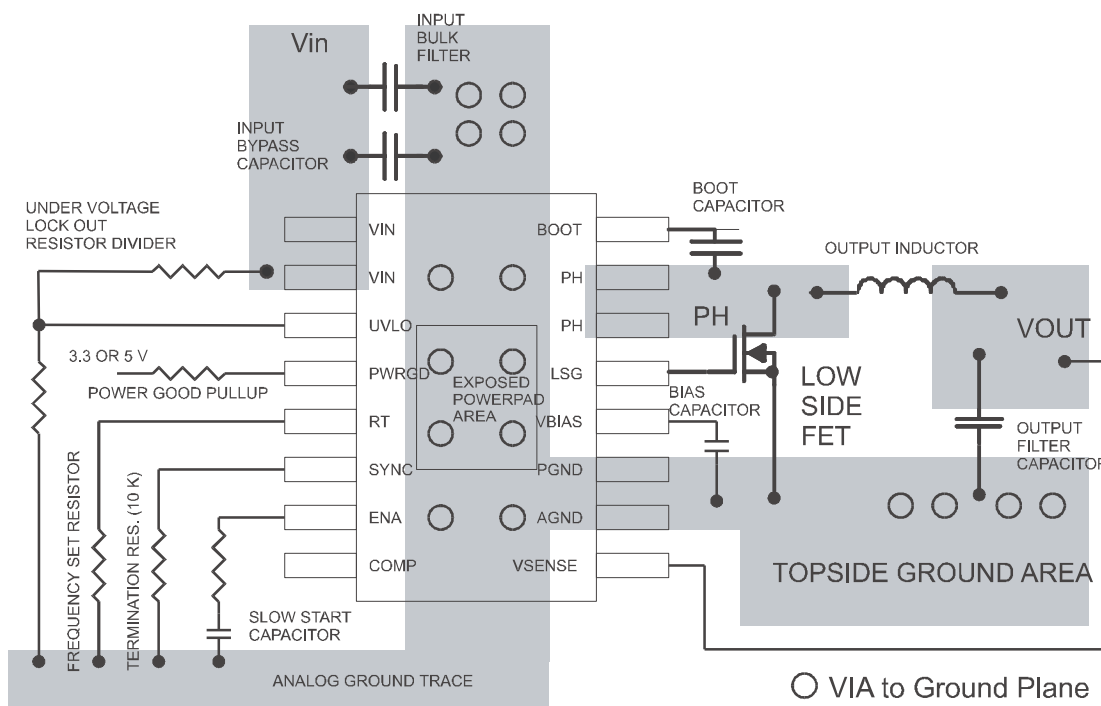 INPUT
BULK
FILTER
Vin
INPUT
BYPASS
CAPACITOR
UNDER VOLTAGE
LOCK OUT
RESISTOR DIVIDER
BOOT
CAPACITOR
OUTPUT INDUCTOR
VIN
BOOT
VIN
PH
UVLO
PH
PH
VOUT
3.3 OR 5 V
POWER GOOD PULLUP
PWRGD
EXPOSED
POWERPAD
AREA
LSG
LOW
SIDE
FET
BIAS
CAPACITOR
RT
VBIAS
OUTPUT
FILTER
CAPACITOR
SYNC
PGND
ENA
AGND
COMP
VSENSE
FREQUENCY SET RESISTOR
TERMINATION RES. (10 K)
SLOW START
CAPACITOR
TOPSIDE GROUND AREA
ANALOG GROUND TRACE
VIA to Ground Plane